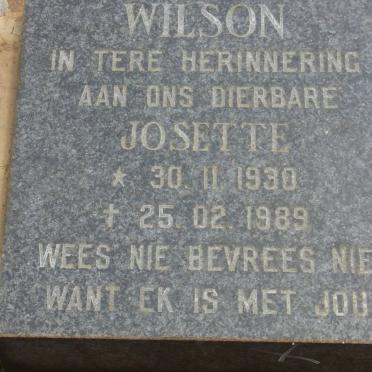 WILSON
IN TERE HERINNERING
AAN ONS DIERBARE
JOSETTE
* 30. 11. 1930
† 25. 02. 1989
WEES NIE BEVREES NIE
WANT EK IS MET JOU